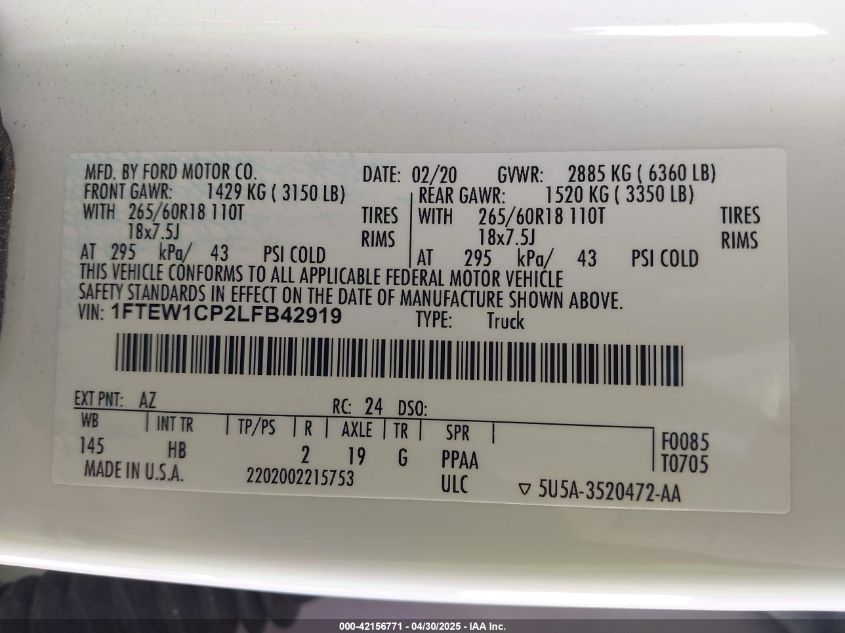 MFD. BY FORD MOTOR CO. DATE: 02/20 GVWR: 2885 KG ( 6360 LB)
FRONT GAWR: 1429 KG ( 3150 LB) REAR GAWR: 1520 KG ( 3350 LB)
WITH 265/60R18 110T TIRES WITH 265/60R18 110T TIRES
18x7.5J RIMS 18x7.5J RIMS
AT 295 kPa/ 43 PSI COLD AT 295 kPa/ 43 PSI COLD
THIS VEHICLE CONFORMS TO ALL APPLICABLE FEDERAL MOTOR VEHICLE
SAFETY STANDARDS IN EFFECT ON THE DATE OF MANUFACTURE SHOWN ABOVE.
VIN: 1FTEW1CP2LFB42919 TYPE: Truck
EXT PNT: AZ RC: 24 DSO:
WB INT TR TP/PS R AXLE TR SPR F0085
145 HB 2 19 G PPAA T0705
MADE IN U.S.A. 2202002215753 ULC ▽ 5U5A-3520472-AA
000-42156771 - 04/30/2025 - IAA Inc.